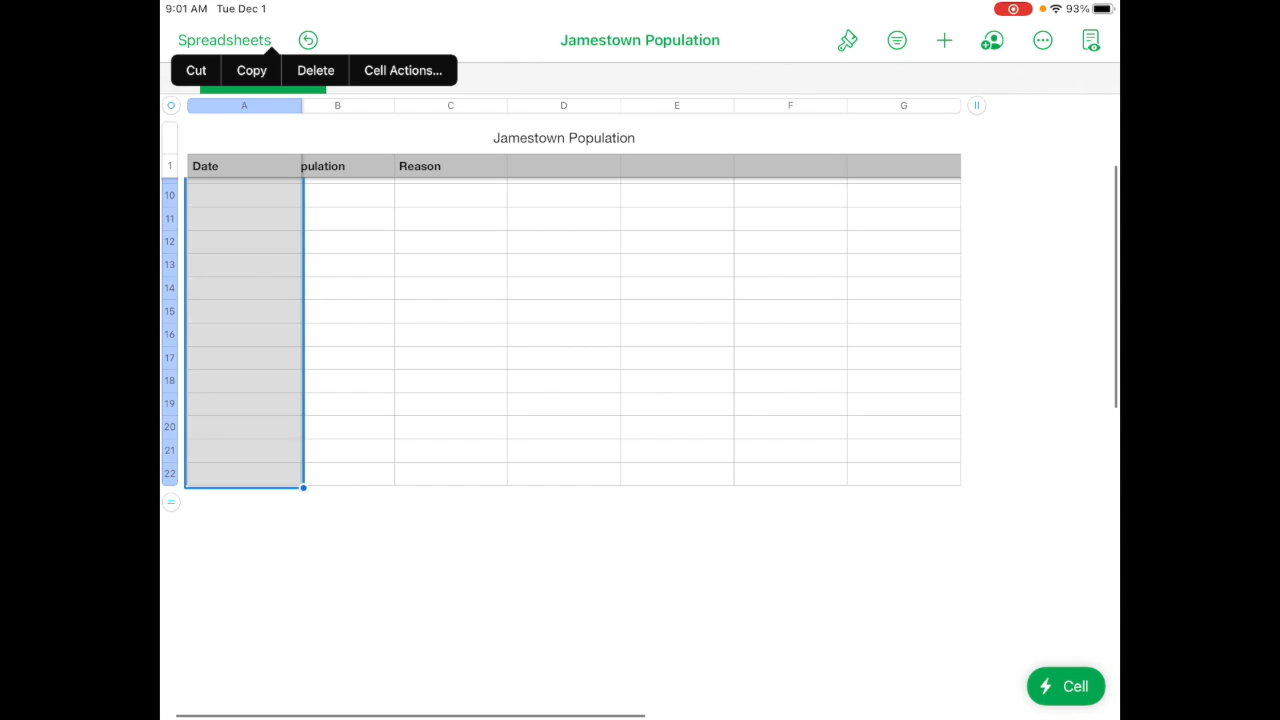 9:01 AM Tue Dec 1 93%
Spreadsheets Jamestown Population
Cut Copy Delete Cell Actions...
A B C D E F G
Jamestown Population
1 Date pulation Reason
10
11
12
13
14
15
16
17
18
19
20
21
22
Cell